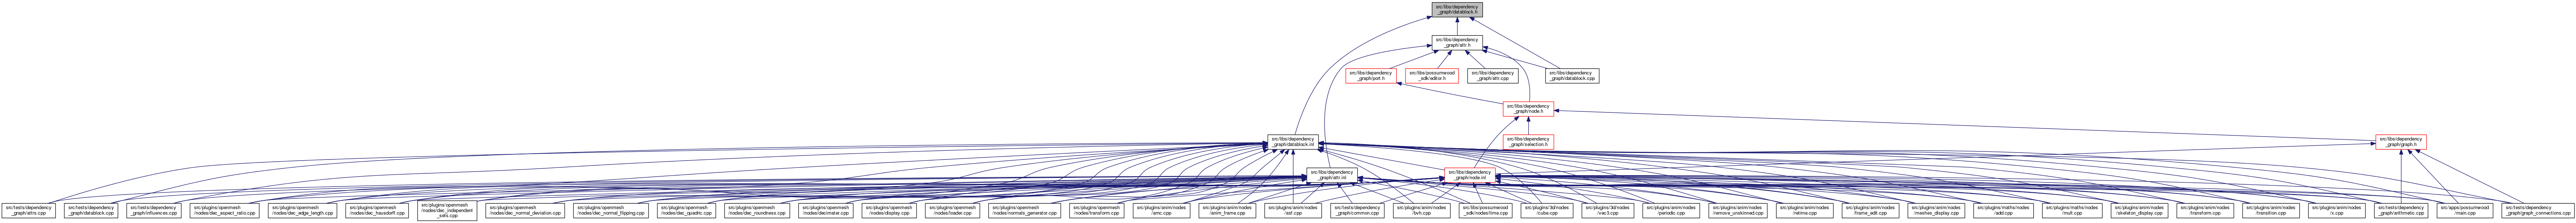 src/libs/dependency
_graph/datablock.h
src/libs/dependency
_graph/attr.h
src/libs/dependency
_graph/port.h
src/libs/possumwood
_sdk/editor.h
src/libs/dependency
_graph/attr.cpp
src/libs/dependency
_graph/datablock.cpp
src/libs/dependency
_graph/node.h
src/libs/dependency
_graph/datablock.inl
src/libs/dependency
_graph/selection.h
src/libs/dependency
_graph/graph.h
src/libs/dependency
_graph/attr.inl
src/libs/dependency
_graph/node.inl
src/tests/dependency
_graph/attrs.cpp
src/tests/dependency
_graph/datablock.cpp
src/tests/dependency
_graph/influences.cpp
src/plugins/openmesh
/nodes/dec_aspect_ratio.cpp
src/plugins/openmesh
/nodes/dec_edge_length.cpp
src/plugins/openmesh
/nodes/dec_hausdorff.cpp
src/plugins/openmesh
/nodes/dec_independent
_sets.cpp
src/plugins/openmesh
/nodes/dec_normal_deviation.cpp
src/plugins/openmesh
/nodes/dec_normal_flipping.cpp
src/plugins/openmesh
/nodes/dec_quadric.cpp
src/plugins/openmesh
/nodes/dec_roundness.cpp
src/plugins/openmesh
/nodes/decimater.cpp
src/plugins/openmesh
/nodes/display.cpp
src/plugins/openmesh
/nodes/loader.cpp
src/plugins/openmesh
/nodes/normals_generator.cpp
src/plugins/openmesh
/nodes/transform.cpp
src/plugins/anim/nodes
/amc.cpp
src/plugins/anim/nodes
/anim_frame.cpp
src/plugins/anim/nodes
/asf.cpp
src/tests/dependency
_graph/common.cpp
src/plugins/anim/nodes
/bvh.cpp
src/libs/possumwood
_sdk/nodes/time.cpp
src/plugins/3d/nodes
/cube.cpp
src/plugins/3d/nodes
/vec3.cpp
src/plugins/anim/nodes
/periodic.cpp
src/plugins/anim/nodes
/remove_unskinned.cpp
src/plugins/anim/nodes
/retime.cpp
src/plugins/anim/nodes
/frame_edit.cpp
src/plugins/anim/nodes
/meshes_display.cpp
src/plugins/maths/nodes
/add.cpp
src/plugins/maths/nodes
/mult.cpp
src/plugins/anim/nodes
/skeleton_display.cpp
src/plugins/anim/nodes
/transform.cpp
src/plugins/anim/nodes
/transition.cpp
src/plugins/anim/nodes
/x.cpp
src/tests/dependency
_graph/arithmetic.cpp
src/apps/possumwood
/main.cpp
src/tests/dependency
_graph/graph_connections.cpp